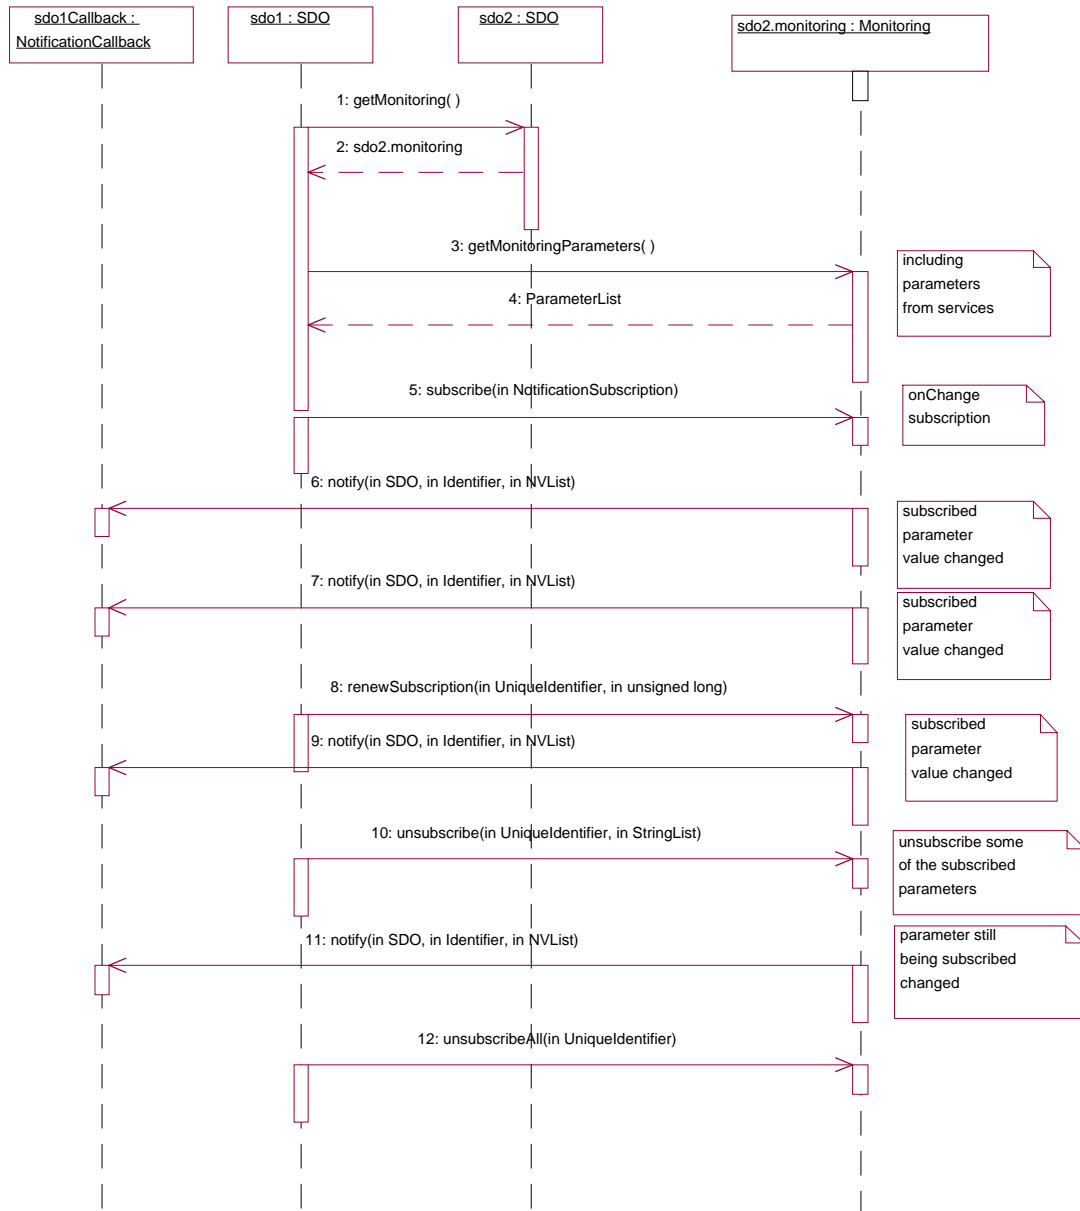 sdo1Callback :
NotificationCallback
sdo1 : SDO
sdo2 : SDO
sdo2.monitoring : Monitoring
1: getMonitoring( )
2: sdo2.monitoring
3: getMonitoringParameters( )
including
parameters
from services
4: ParameterList
5: subscribe(in NotificationSubscription)
onChange
subscription
6: notify(in SDO, in Identifier, in NVList)
subscribed
parameter
value changed
7: notify(in SDO, in Identifier, in NVList)
subscribed
parameter
value changed
8: renewSubscription(in UniqueIdentifier, in unsigned long)
9: notify(in SDO, in Identifier, in NVList)
subscribed
parameter
value changed
10: unsubscribe(in UniqueIdentifier, in StringList)
unsubscribe some
of the subscribed
parameters
11: notify(in SDO, in Identifier, in NVList)
parameter still
being subscribed
changed
12: unsubscribeAll(in UniqueIdentifier)